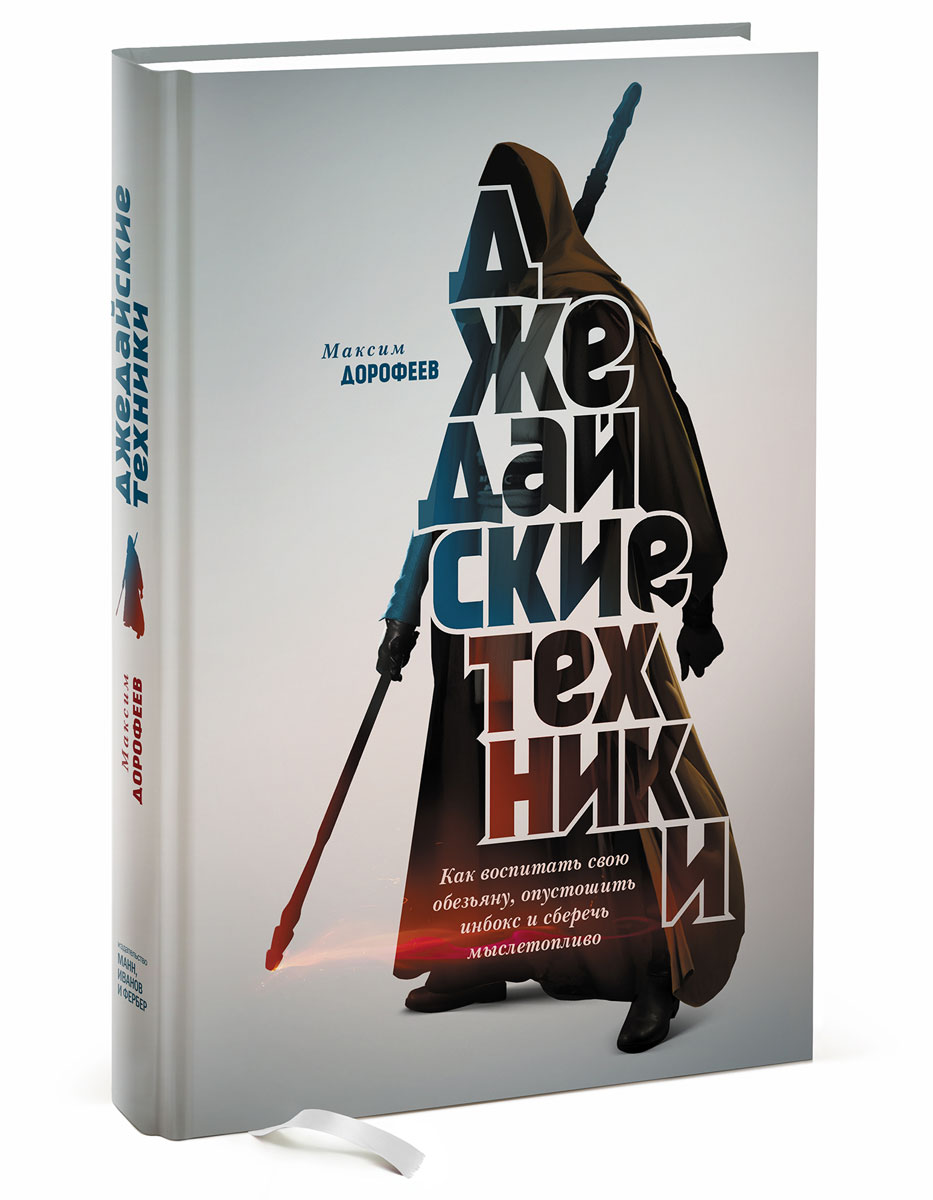 Максим
ДОРОФЕЕВ
Д
Же
дай
ские
тех
ник
и
Как воспитать свою
обезьяну, опустошить
инбокс и сберечь
мыслетопливо
Джедайские
техники
Максим
ДОРОФЕЕВ
издательство
МАНН,
ИВАНОВ
И ФЕРБЕР